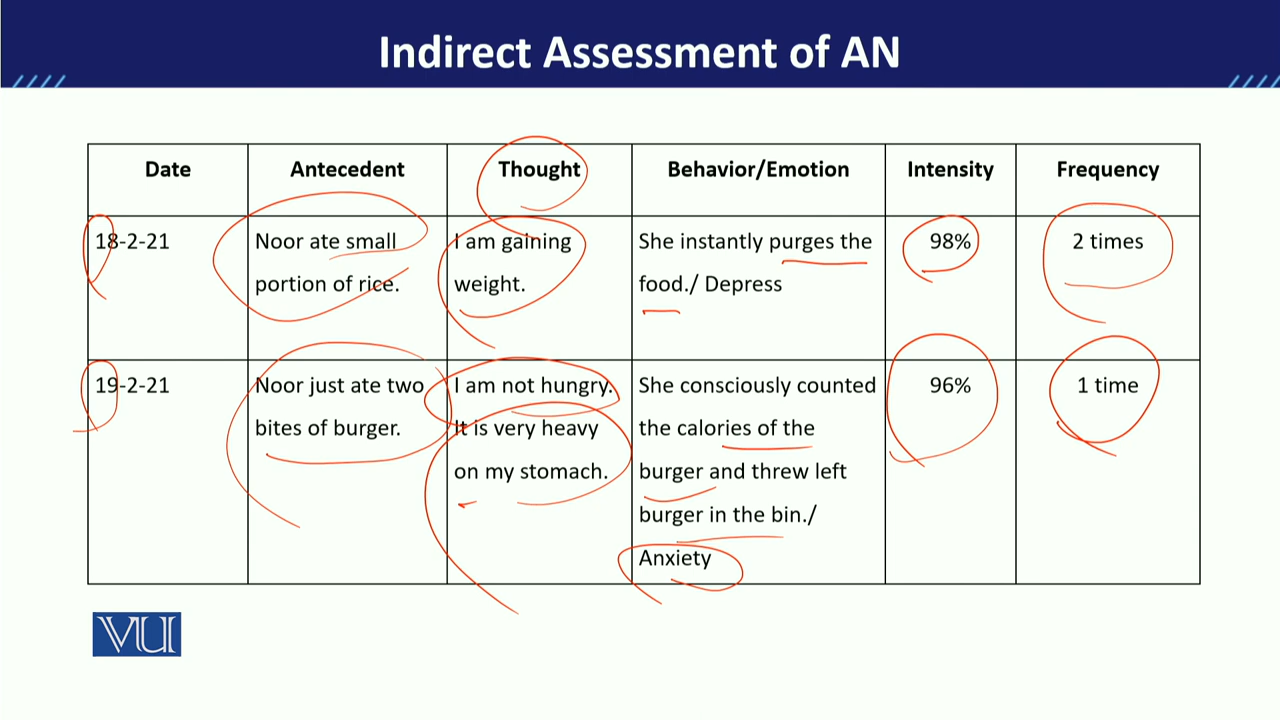 Indirect Assessment of AN
Date Antecedent Thought Behavior/Emotion Intensity Frequency
18-2-21 Noor ate small I am gaining She instantly purges the 98% 2 times
portion of rice. weight. food./ Depress
19-2-21 Noor just ate two I am not hungry. She consciously counted 96% 1 time
bites of burger. It is very heavy the calories of the
on my stomach. burger and threw left
burger in the bin./
Anxiety
VU